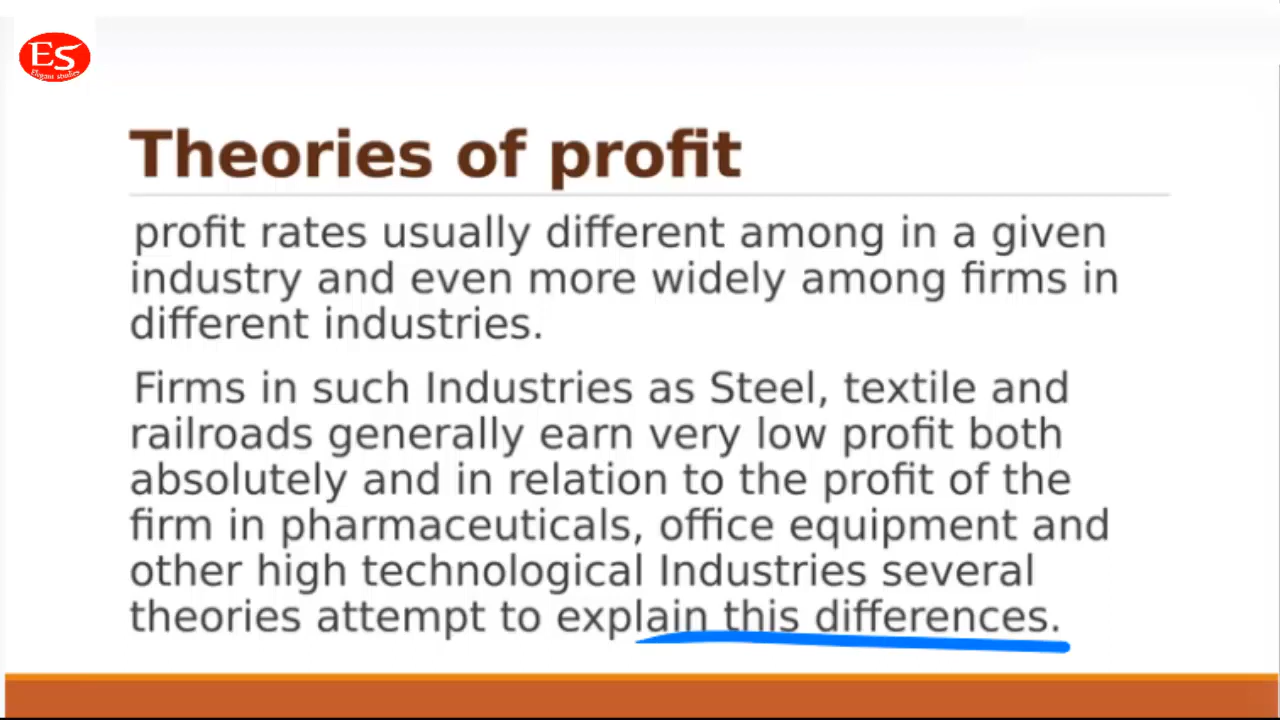 ES
Elegant studies
Theories of profit
profit rates usually different among in a given
industry and even more widely among firms in
different industries.
Firms in such Industries as Steel, textile and
railroads generally earn very low profit both
absolutely and in relation to the profit of the
firm in pharmaceuticals, office equipment and
other high technological Industries several
theories attempt to explain this differences.